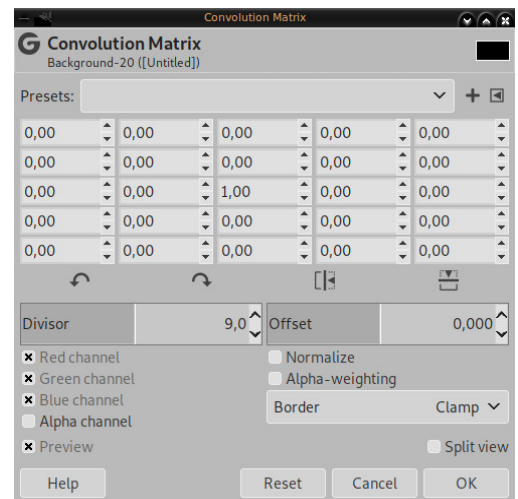 Convolution Matrix
Convolution Matrix
Background-20 ([Untitled])
Presets:
0,00 0,00 0,00 0,00 0,00
0,00 0,00 0,00 0,00 0,00
0,00 0,00 1,00 0,00 0,00
0,00 0,00 0,00 0,00 0,00
0,00 0,00 0,00 0,00 0,00
Divisor 9,0 Offset 0,000
Red channel Normalize
Green channel Alpha-weighting
Blue channel Border Clamp
Alpha channel
Preview Split view
Help Reset Cancel OK